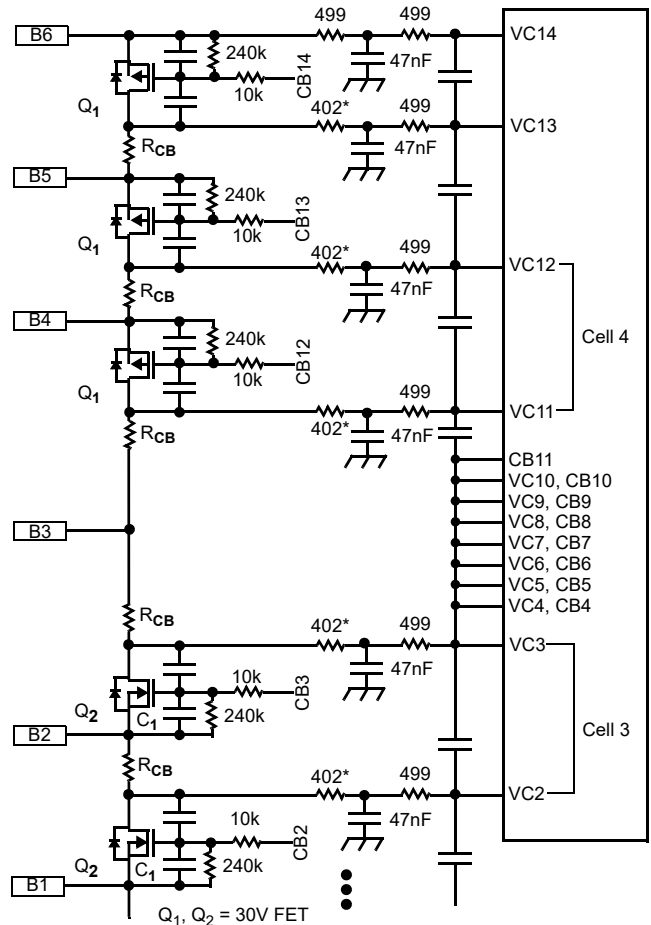 B6
499
499
VC14
240k
47nF
CB14
10k
Q1
402*
499
VC13
RCB
47nF
B5
240k
CB13
10k
Q1
402*
499
VC12
RCB
47nF
B4
240k
CB12
Cell 4
10k
Q1
499
402*
VC11
RCB
47nF
CB11
VC10, CB10
VC9, CB9
B3
VC8, CB8
VC7, CB7
VC6, CB6
VC5, CB5
VC4, CB4
RCB
402*
499
VC3
47nF
10k
CB3
Q2
C1
240k
B2
Cell 3
RCB
402*
499
VC2
10k
47nF
CB2
Q2
C1
240k
B1
Q1, Q2 = 30V FET